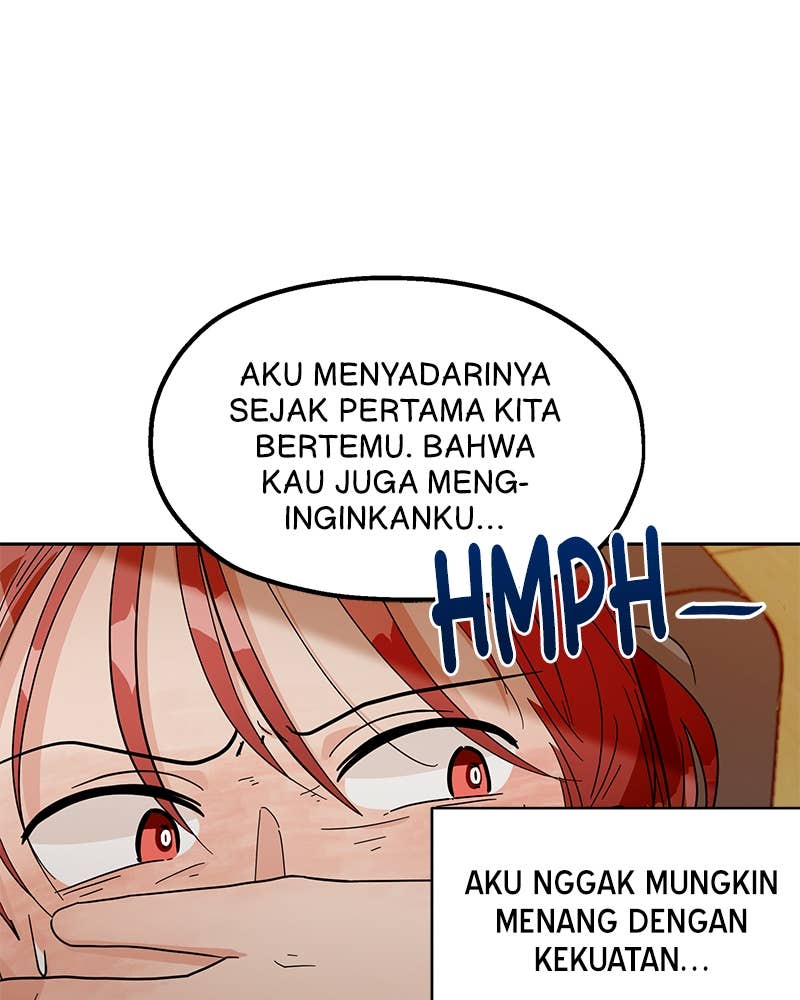 AKU MENYADARINYA
SEJAK PERTAMA KITA
BERTEMU. BAHWA
KAU JUGA MENG-
INGINKANKU...
HMPH—
AKU NGGAK MUNGKIN
MENANG DENGAN
KEKUATAN...